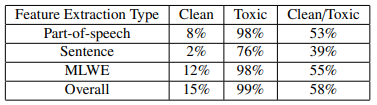 Feature Extraction Type Clean Toxic Clean/Toxic
Part-of-speech 8% 98% 53%
Sentence 2% 76% 39%
MLWE 12% 98% 55%
Overall 15% 99% 58%